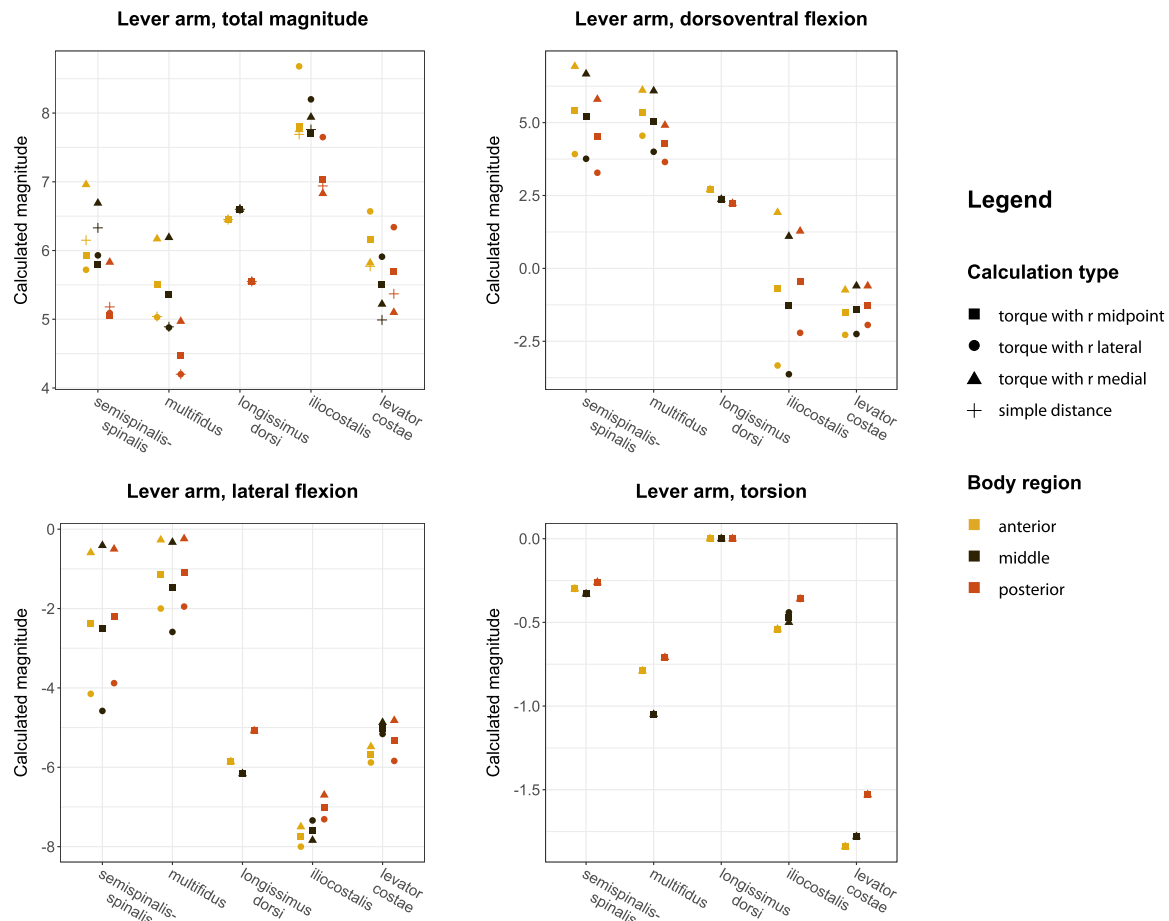 Lever arm, total magnitude
Calculated magnitude
8
7
6
5
4
semispinalis-
spinalis
multifidus
longissimus
dorsi
iliocostalis
levator
costae
Lever arm, dorsoventral flexion
Calculated magnitude
5.0
2.5
0.0
-2.5
semispinalis-
spinalis
multifidus
longissimus
dorsi
iliocostalis
levator
costae
Lever arm, lateral flexion
Calculated magnitude
0
-2
-4
-6
-8
semispinalis-
spinalis
multifidus
longissimus
dorsi
iliocostalis
levator
costae
Lever arm, torsion
Calculated magnitude
0.0
-0.5
-1.0
-1.5
semispinalis-
spinalis
multifidus
longissimus
dorsi
iliocostalis
levator
costae
Legend
Calculation type
torque with r midpoint
torque with r lateral
torque with r medial
simple distance
Body region
anterior
middle
posterior